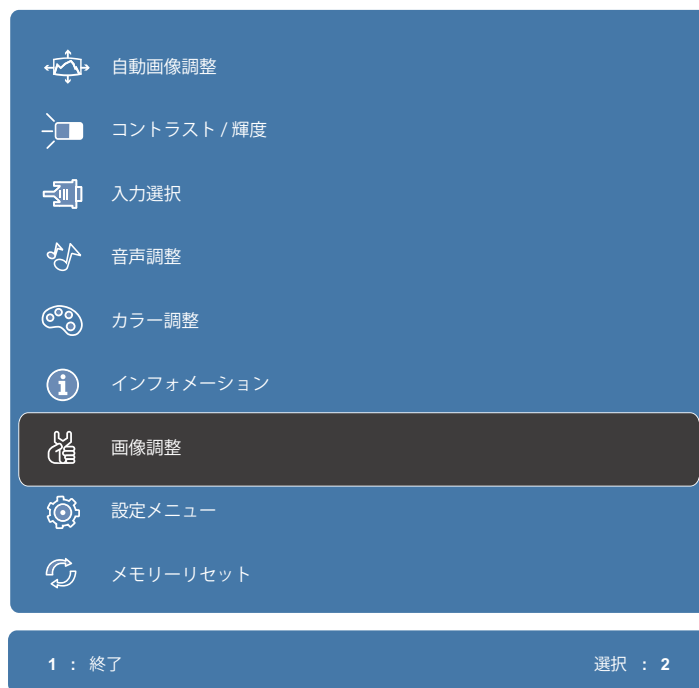 自動画像調整
コントラスト / 輝度
入力選択
音声調整
カラー調整
インフォメーション
画像調整
設定メニュー
メモリーリセット
1 : 終了 選択 : 2